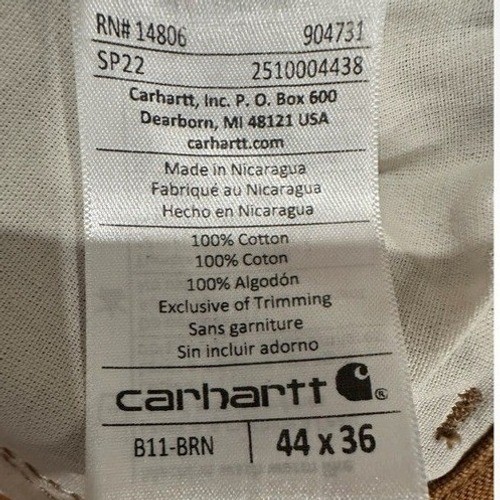 RN# 14806 904731
SP22 2510004438
Carhartt, Inc. P. O. Box 600
Dearborn, MI 48121 USA
carhartt.com
Made in Nicaragua
Fabriqué au Nicaragua
Hecho en Nicaragua
100% Cotton
100% Coton
100% Algodón
Exclusive of Trimming
Sans garniture
Sin incluir adorno
carhartt ®
B11-BRN 44 x 36